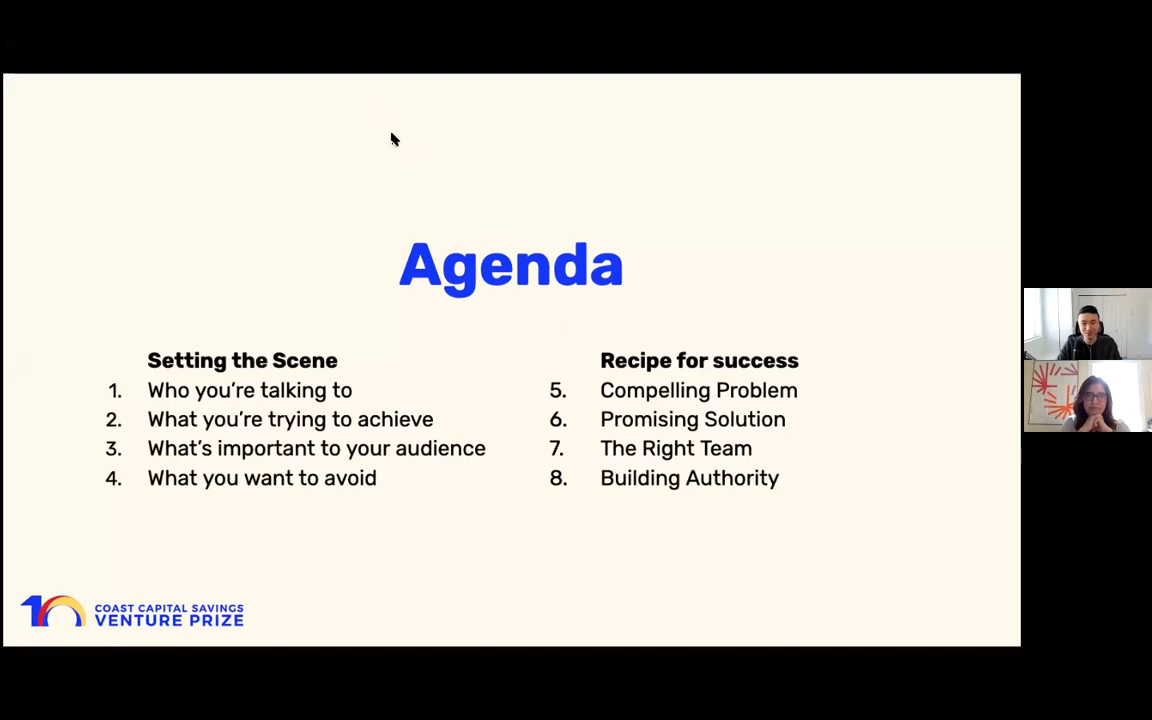 Agenda
Setting the Scene
1. Who you're talking to
2. What you're trying to achieve
3. What's important to your audience
4. What you want to avoid
Recipe for success
5. Compelling Problem
6. Promising Solution
7. The Right Team
8. Building Authority
10 COAST CAPITAL SAVINGS
VENTURE PRIZE